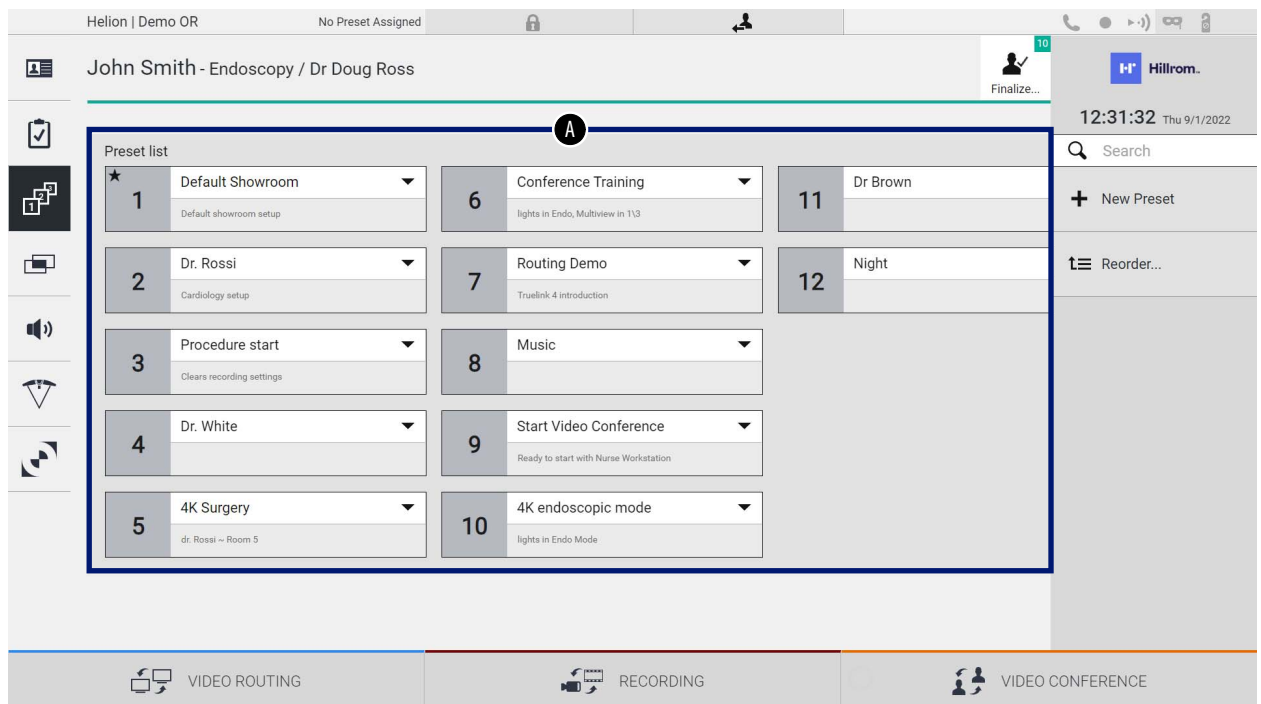 Helion | Demo OR
No Preset Assigned
John Smith - Endoscopy / Dr Doug Ross
10
Finalize...
Hillrom™
12:31:32 Thu 9/1/2022
Search
New Preset
Reorder...
A
Preset list
1
Default Showroom
Default showroom setup
2
Dr. Rossi
Cardiology setup
3
Procedure start
Clears recording settings
4
Dr. White
5
4K Surgery
dr. Rossi ~ Room 5
6
Conference Training
lights in Endo, Multiview in 1\3
7
Routing Demo
Truelink 4 introduction
8
Music
9
Start Video Conference
Ready to start with Nurse Workstation
10
4K endoscopic mode
lights in Endo Mode
11
Dr Brown
12
Night
VIDEO ROUTING
RECORDING
VIDEO CONFERENCE